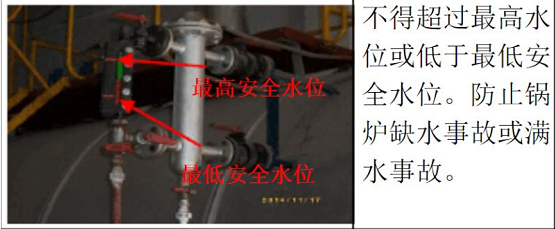 最高安全水位
最低安全水位
2014/11/17
不得超过最高水
位或低于最低安
全水位。防止锅
炉缺水事故或满
水事故。